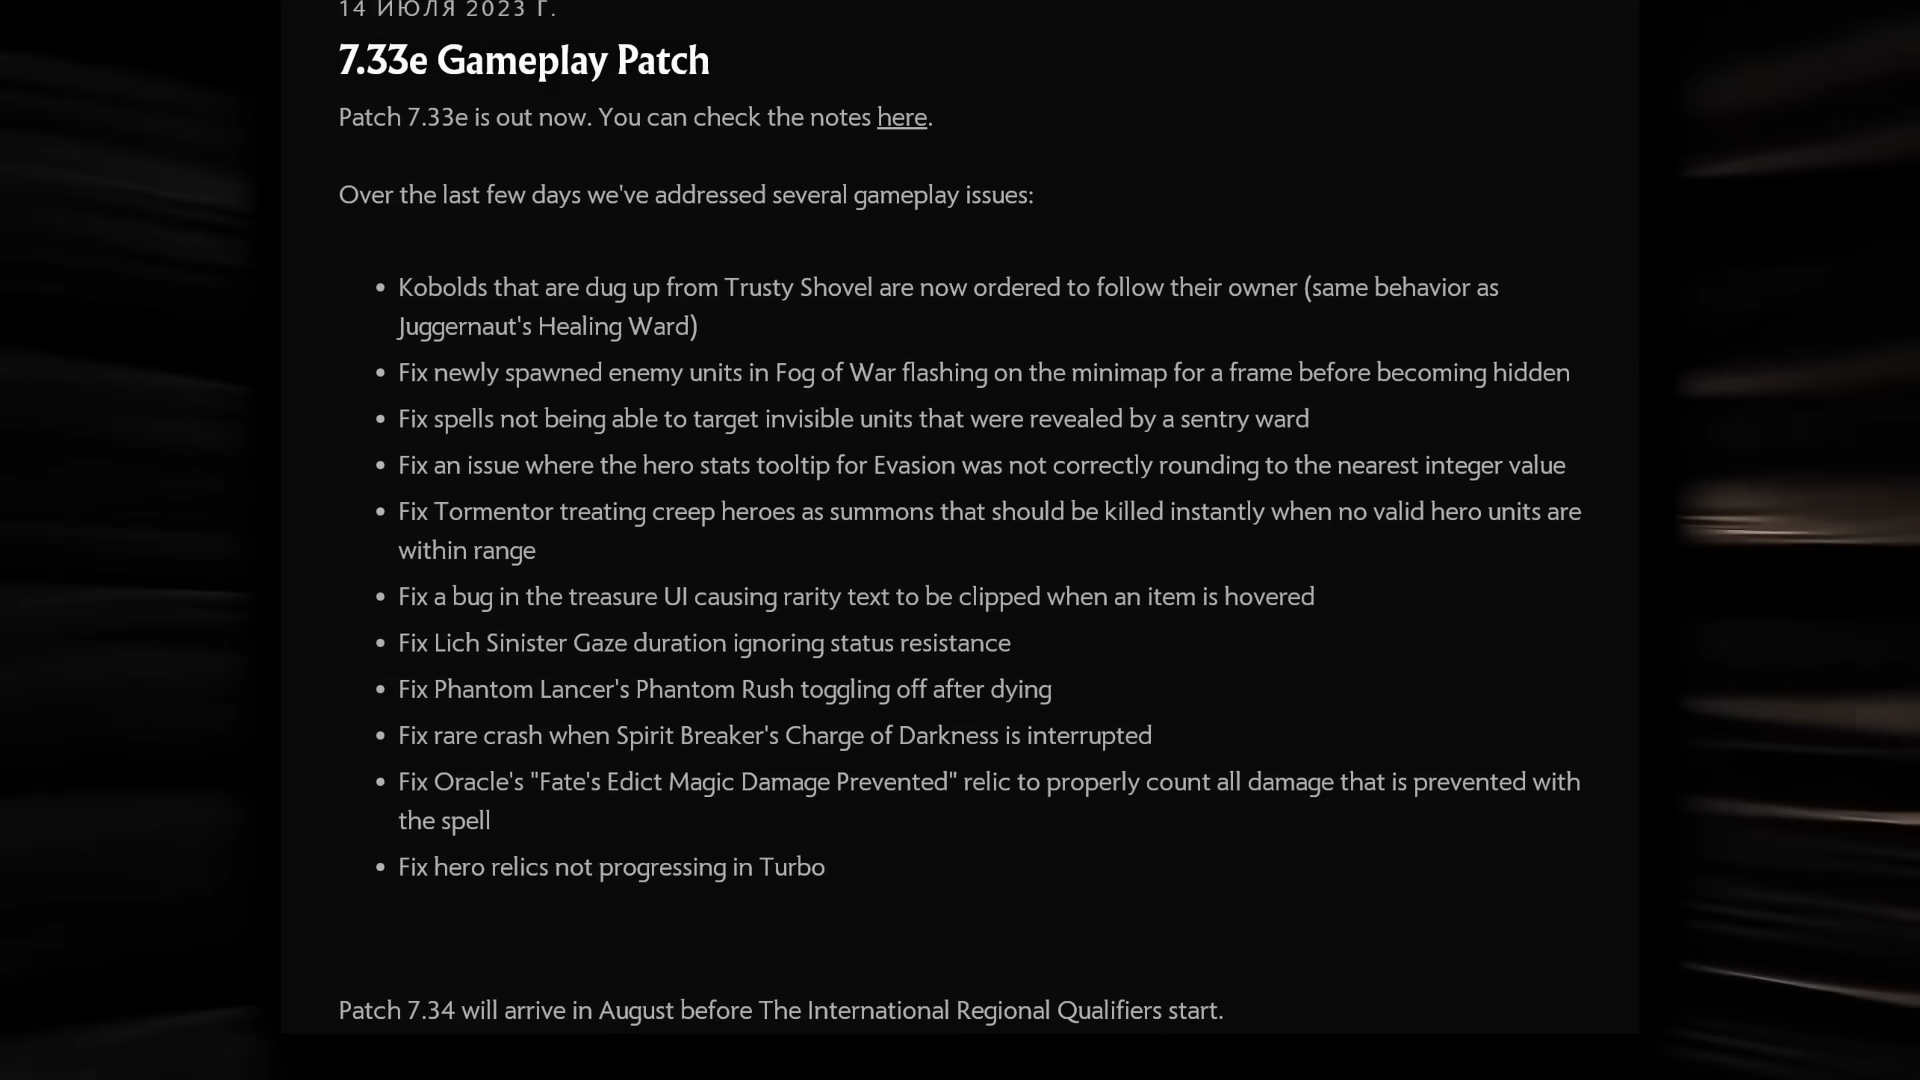 14 ИЮЛЯ 2023 Г.
7.33e Gameplay Patch
Patch 7.33e is out now. You can check the notes here.
Over the last few days we've addressed several gameplay issues:
• Kobolds that are dug up from Trusty Shovel are now ordered to follow their owner (same behavior as
Juggernaut's Healing Ward)
• Fix newly spawned enemy units in Fog of War flashing on the minimap for a frame before becoming hidden
• Fix spells not being able to target invisible units that were revealed by a sentry ward
• Fix an issue where the hero stats tooltip for Evasion was not correctly rounding to the nearest integer value
• Fix Tormentor treating creep heroes as summons that should be killed instantly when no valid hero units are
within range
• Fix a bug in the treasure UI causing rarity text to be clipped when an item is hovered
• Fix Lich Sinister Gaze duration ignoring status resistance
• Fix Phantom Lancer's Phantom Rush toggling off after dying
• Fix rare crash when Spirit Breaker's Charge of Darkness is interrupted
• Fix Oracle's "Fate's Edict Magic Damage Prevented" relic to properly count all damage that is prevented with
the spell
• Fix hero relics not progressing in Turbo
Patch 7.34 will arrive in August before The International Regional Qualifiers start.